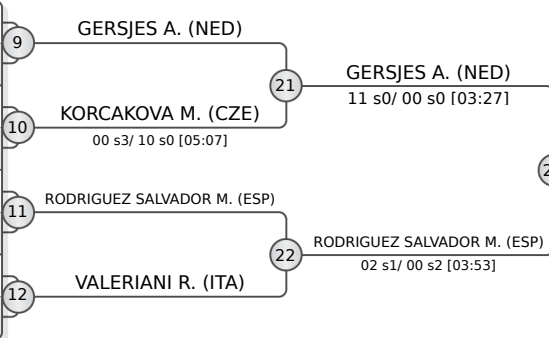 9
GERSJES A. (NED)
10
KORCAKOVA M. (CZE)
00 s3/ 10 s0 [05:07]
21
GERSJES A. (NED)
11 s0/ 00 s0 [03:27]
11
RODRIGUEZ SALVADOR M. (ESP)
12
VALERIANI R. (ITA)
22
RODRIGUEZ SALVADOR M. (ESP)
02 s1/ 00 s2 [03:53]